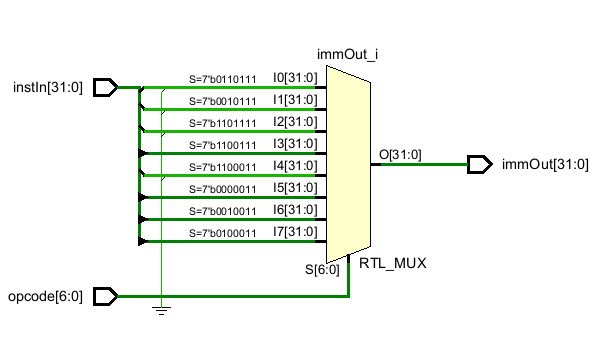 immOut_i
instIn[31:0]
S=7'b0110111 I0[31:0]
S=7'b0010111 I1[31:0]
S=7'b1101111 I2[31:0]
S=7'b1100111 I3[31:0]
S=7'b1100011 I4[31:0]
S=7'b0000011 I5[31:0]
S=7'b0010011 I6[31:0]
S=7'b0100011 I7[31:0]
O[31:0]
immOut[31:0]
S[6:0]
RTL_MUX
opcode[6:0]